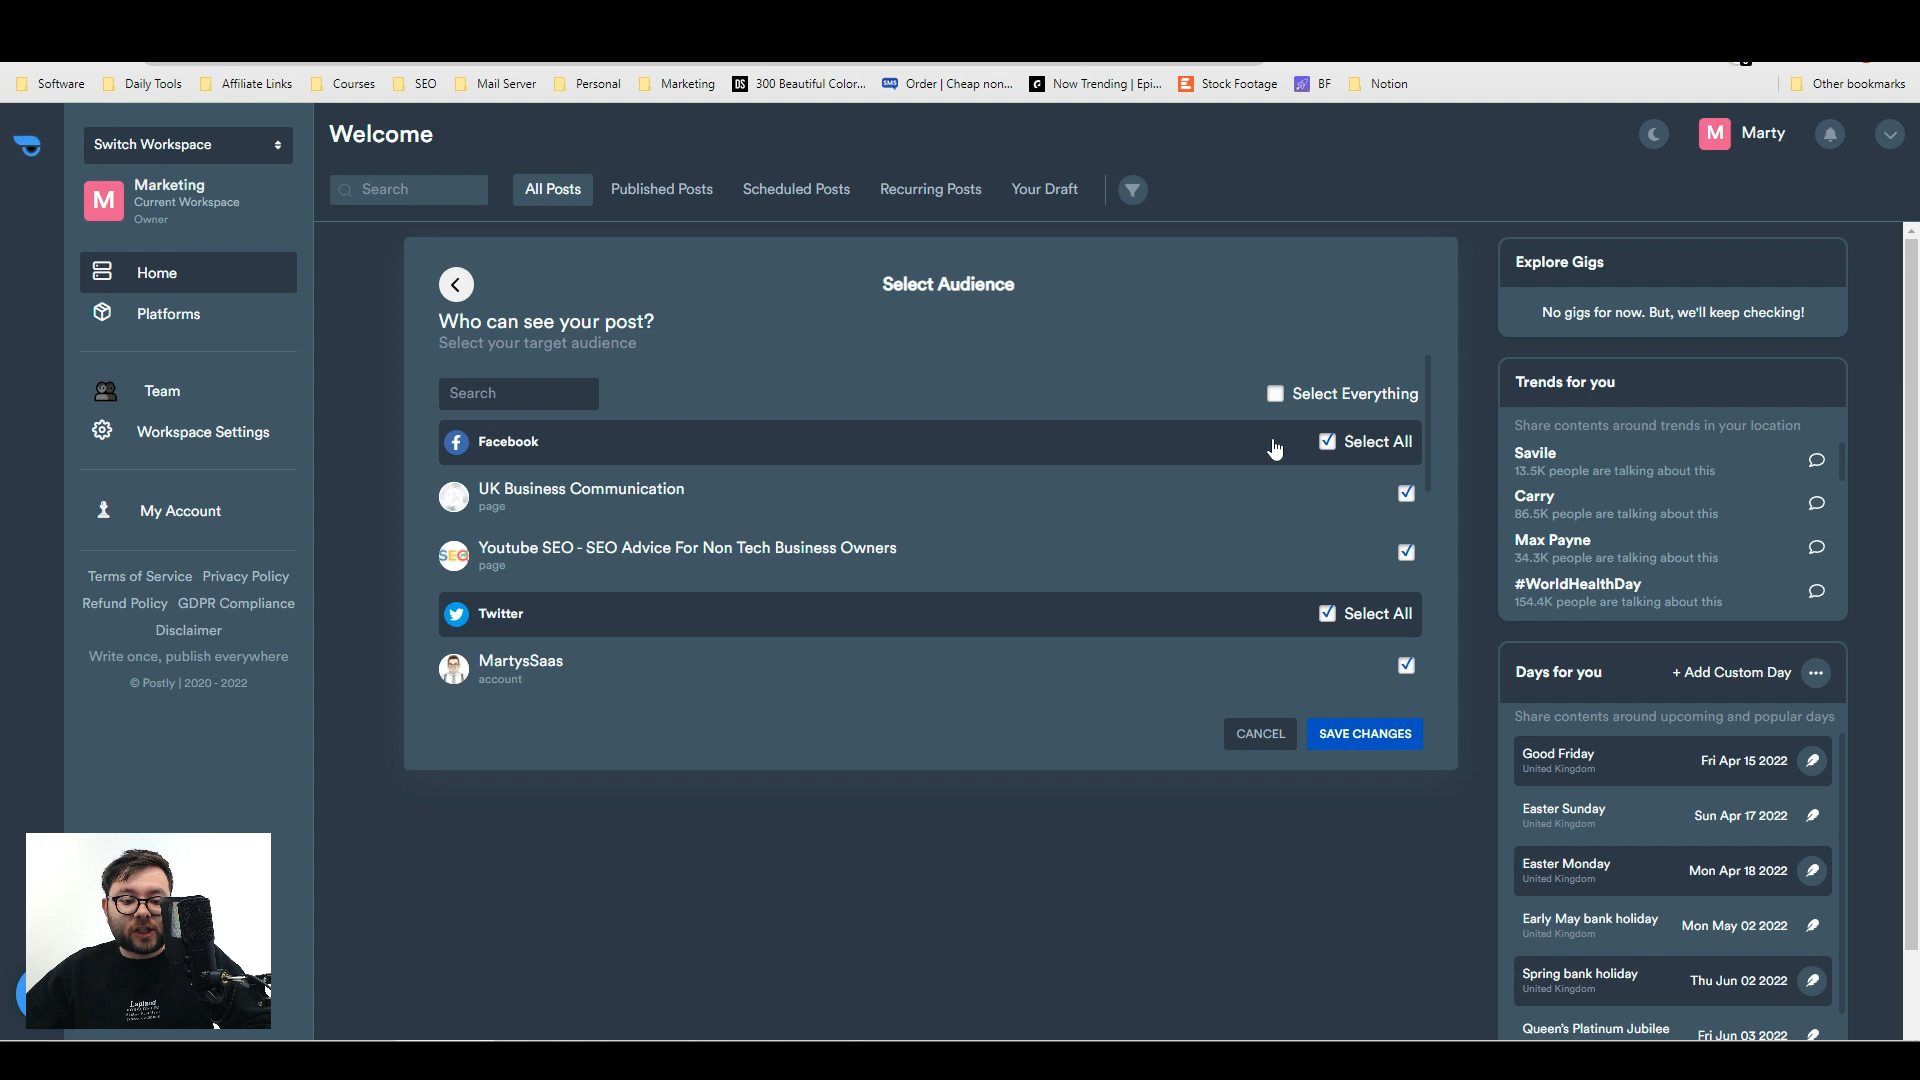 Software
Daily Tools
Affiliate Links
Courses
SEO
Mail Server
Personal
Marketing
DS 300 Beautiful Color...
SMS Order | Cheap non...
Now Trending | Epi...
Stock Footage
BF
Notion
Other bookmarks
Switch Workspace
M
Marketing
Current Workspace
Owner
Home
Platforms
Team
Workspace Settings
My Account
Terms of Service Privacy Policy
Refund Policy GDPR Compliance
Disclaimer
Write once, publish everywhere
© Postly | 2020 - 2022
Welcome
M Marty
Search
All Posts
Published Posts
Scheduled Posts
Recurring Posts
Your Draft
Select Audience
Who can see your post?
Select your target audience
Search
Select Everything
Facebook
Select All
UK Business Communication
page
SEO
Youtube SEO - SEO Advice For Non Tech Business Owners
page
Twitter
Select All
MartysSaas
account
CANCEL
SAVE CHANGES
Explore Gigs
No gigs for now. But, we'll keep checking!
Trends for you
Share contents around trends in your location
Savile
13.5K people are talking about this
Carry
86.5K people are talking about this
Max Payne
34.3K people are talking about this
#WorldHealthDay
154.4K people are talking about this
Days for you
+ Add Custom Day
Share contents around upcoming and popular days
Good Friday
United Kingdom
Fri Apr 15 2022
Easter Sunday
United Kingdom
Sun Apr 17 2022
Easter Monday
United Kingdom
Mon Apr 18 2022
Early May bank holiday
United Kingdom
Mon May 02 2022
Spring bank holiday
United Kingdom
Thu Jun 02 2022
Queen's Platinum Jubilee
Fri Jun 03 2022